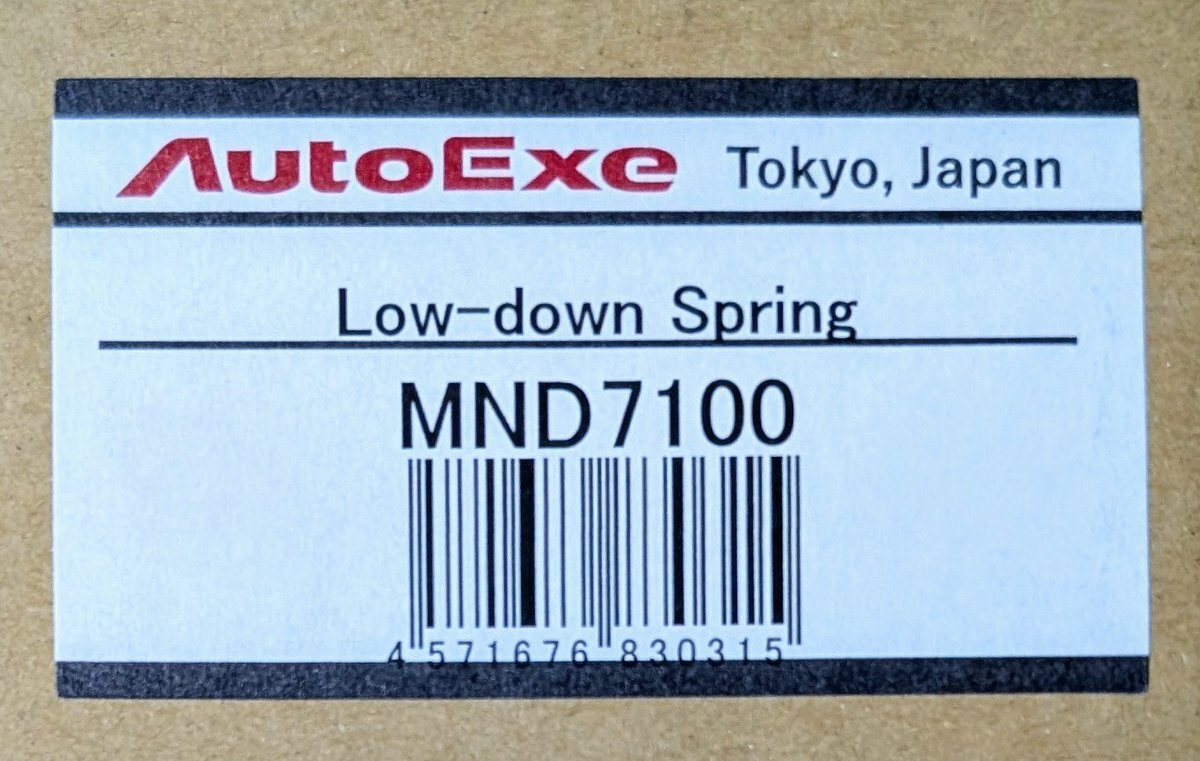 AutoExe Tokyo, Japan
Low-down Spring
MND7100
4 571676 830315